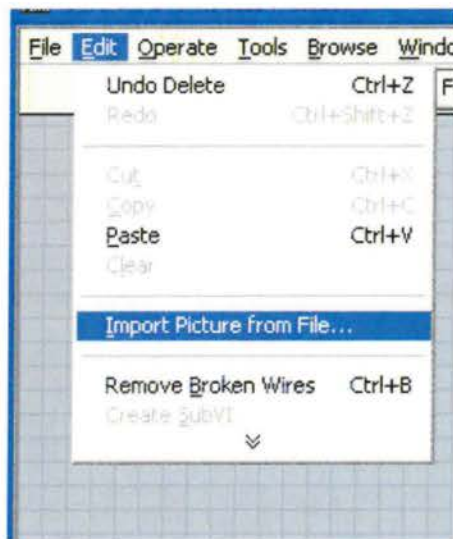 File Edit Operate Tools Browse Windo
Undo Delete Ctrl+Z
Redo Ctrl+Shift+Z
Cut Ctrl+X
Copy Ctrl+C
Paste Ctrl+V
Clear
Import Picture from File...
Remove Broken Wires Ctrl+B
Create SubVI